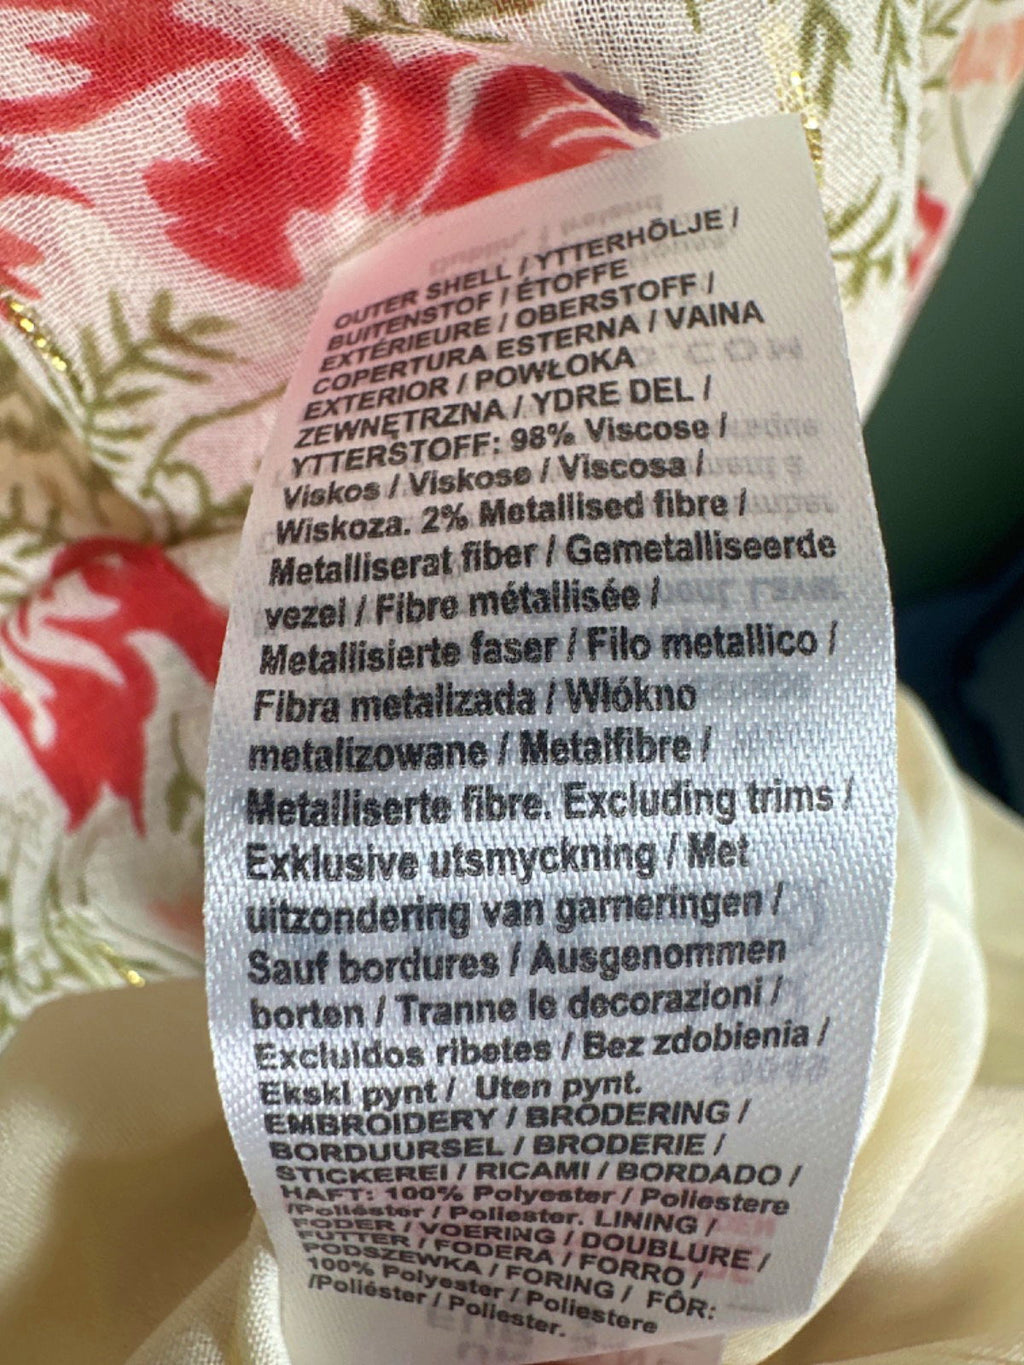 OUTER SHELL / YTTERHÖLJE /
BUITENSTOF / ÉTOFFE
EXTÉRIEURE / OBERSTOFF /
COPERTURA ESTERNA / VAINA
EXTERIOR / POWŁOKA
ZEWNĘTRZNA / YDRE DEL /
YTTERSTOFF: 98% Viscose /
Viskos / Viskose / Viscosa /
Wiskoza. 2% Metallised fibre /
Metalliserat fiber / Gemetalliseerde
vezel / Fibre métallisée /
Metallisierte faser / Filo metallico /
Fibra metalizada / Włókno
metalizowane / Metalfibre /
Metalliserte fibre. Excluding trims /
Exklusive utsmyckning / Met
uitzondering van garneringen /
Sauf bordures / Ausgenommen
borten / Tranne le decorazioni /
Excluidos ribetes / Bez zdobienia /
Ekskl pynt / Uten pynt.
EMBROIDERY / BRODERING /
BORDUURSEL / BRODERIE /
STICKEREI / RICAMI / BORDADO /
HAFT: 100% Polyester / Poliestere
/Poliéster / Poliester. LINING /
FODER / VOERING / DOUBLURE /
FUTTER / FODERA / FORRO /
PODSZEWKA / FORING / FÔR:
100% Polyester / Poliestere
/Poliéster / Poliester.